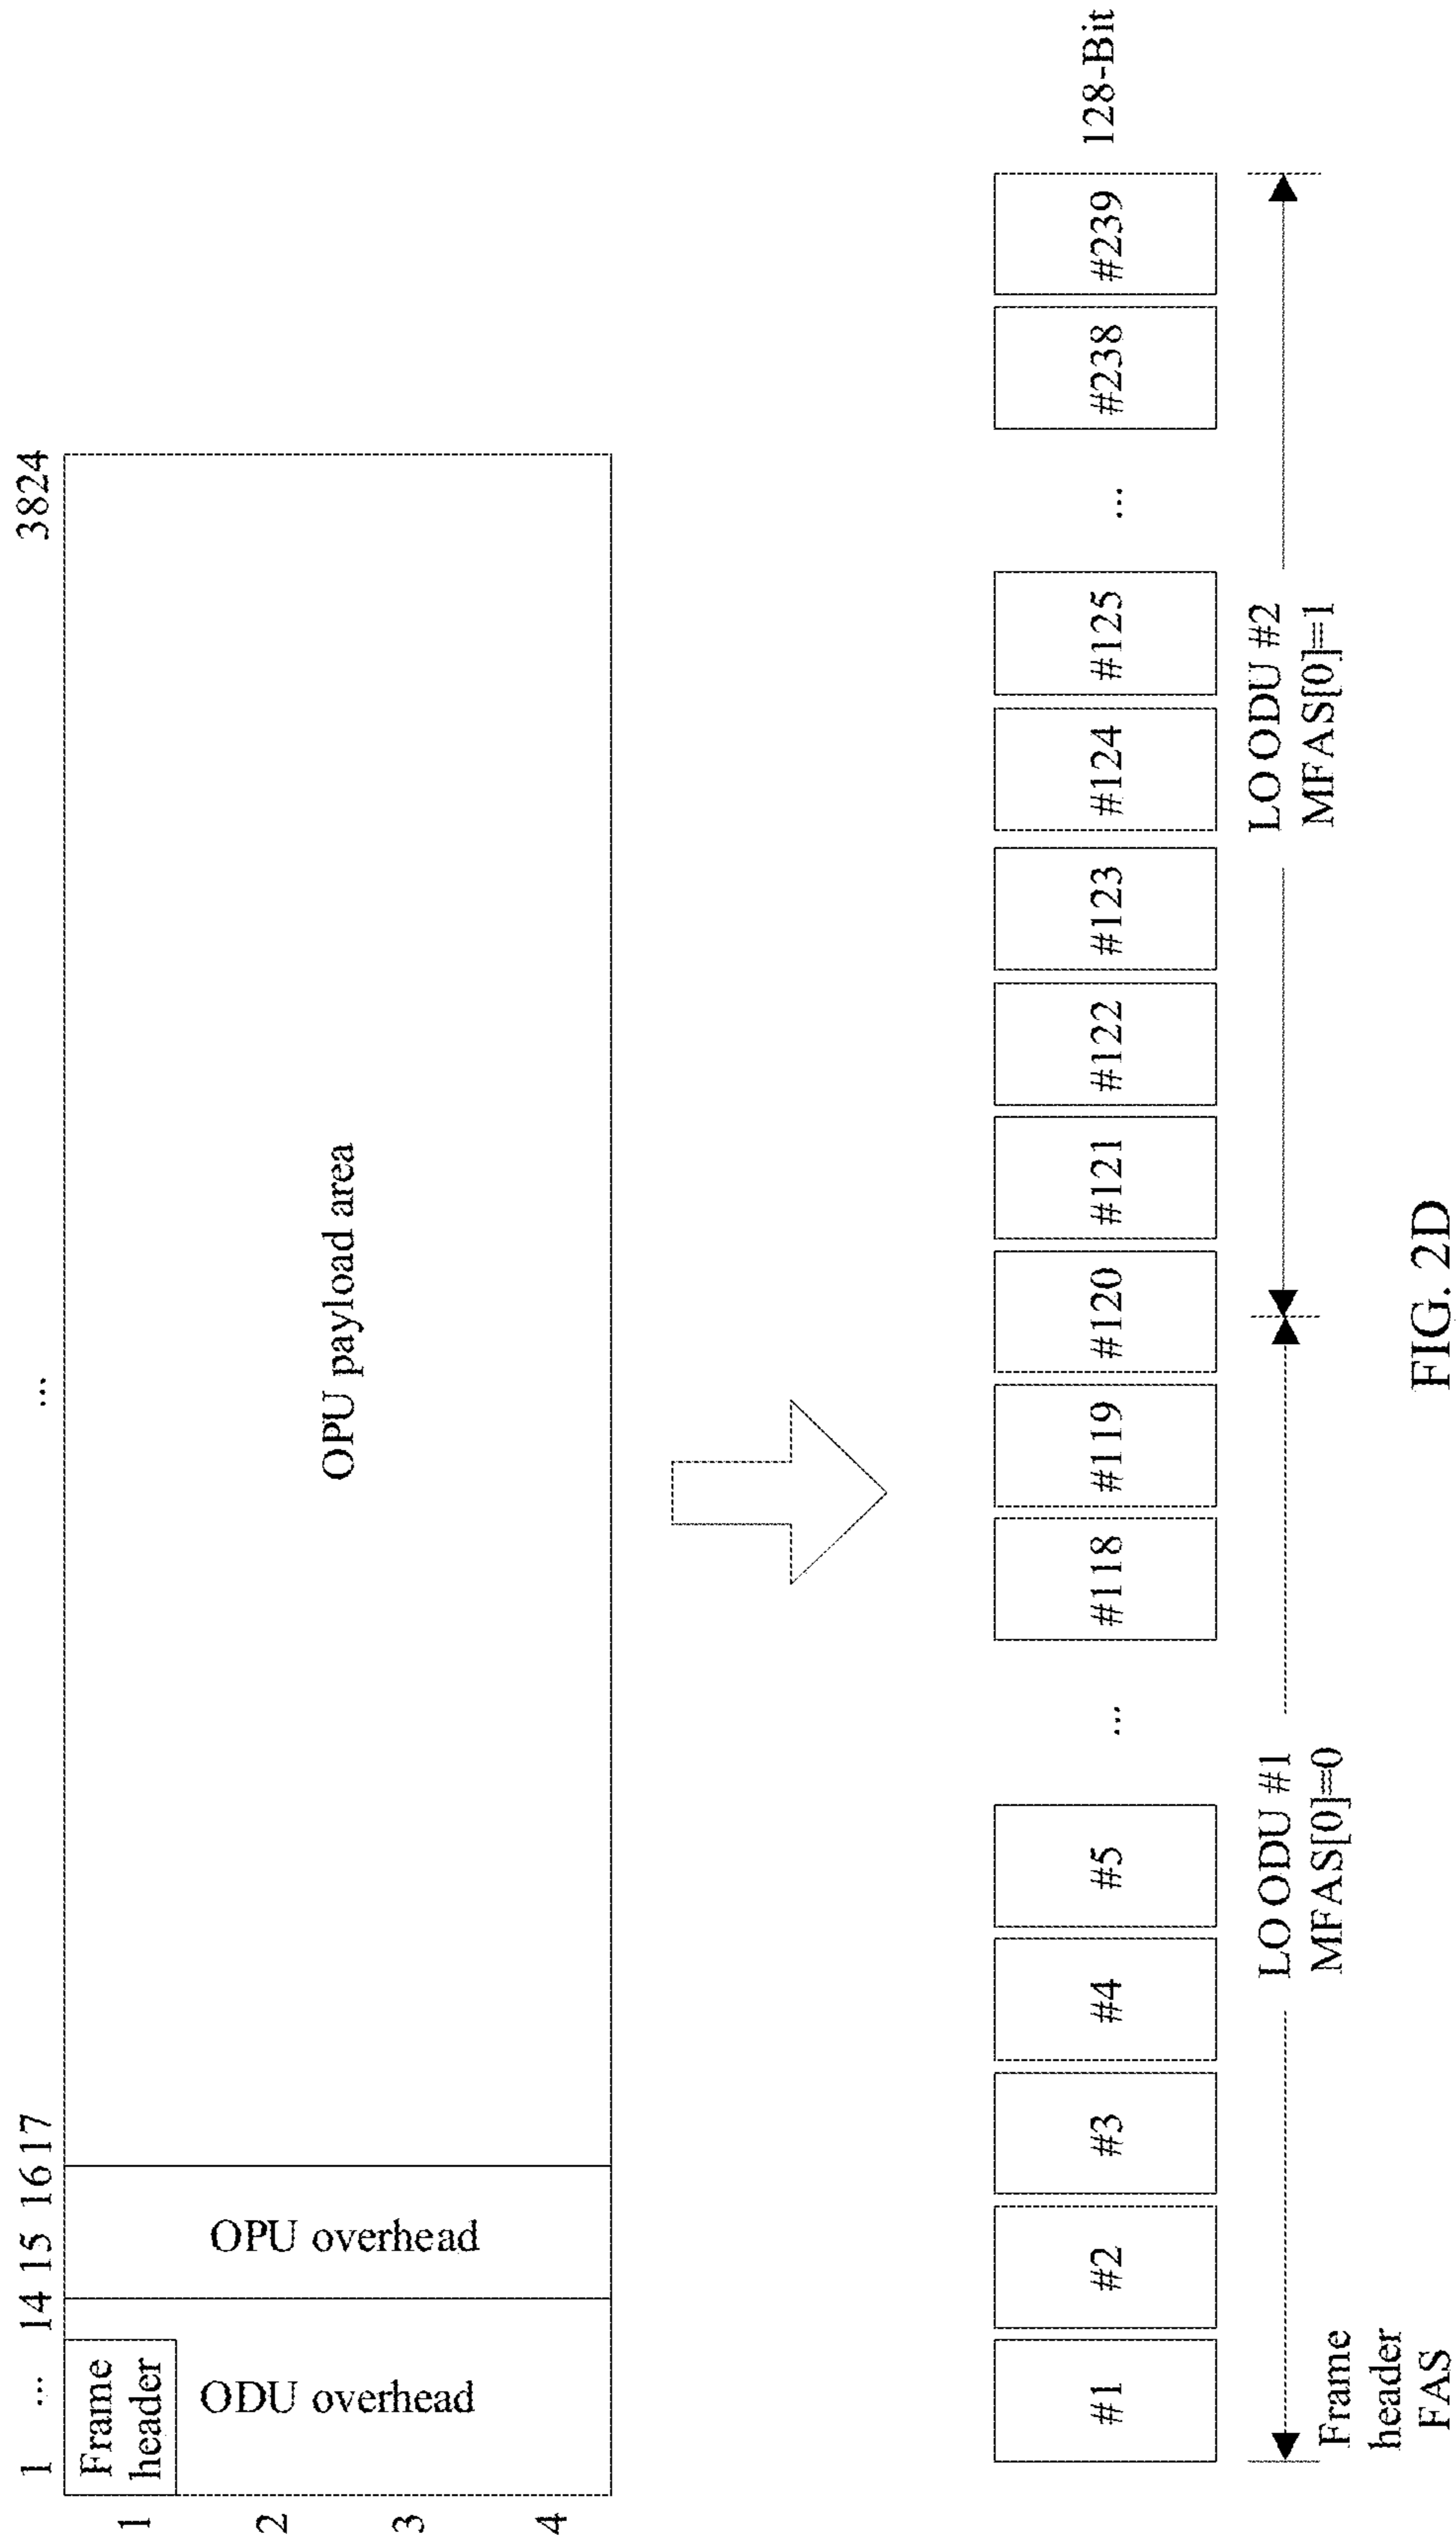 1 ... 14 15 16 17 ... 3824
1
2
3
4
Frame
header
ODU overhead
OPU overhead
OPU payload area
#1 #2 #3 #4 #5 ... #118 #119 #120 #121 #122 #123 #124 #125 ... #238 #239 128-Bit
LO ODU #1
MFAS[0]=0
LO ODU #2
MFAS[0]=1
Frame
header
FAS
FIG. 2D